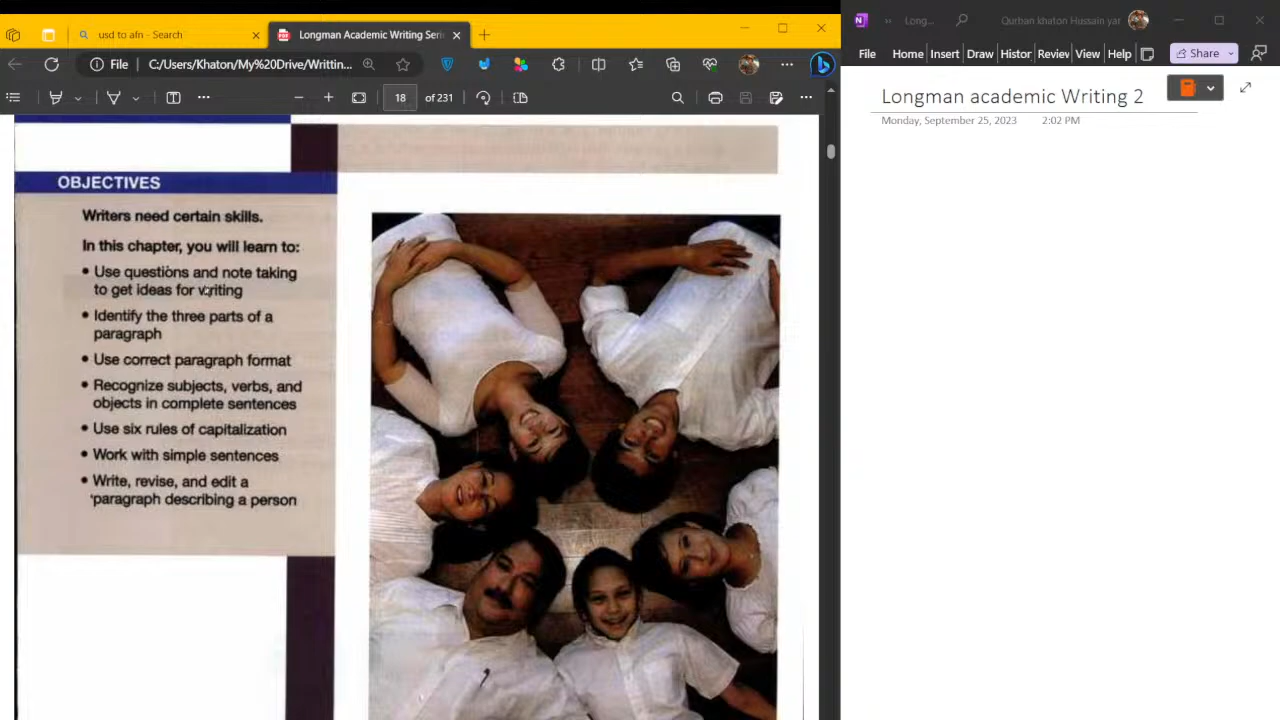 usd to afn - Search
Longman Academic Writing Seri
File
C:/Users/Khaton/My%20Drive/Writtin...
18
of 231
OBJECTIVES
Writers need certain skills.
In this chapter, you will learn to:
• Use questions and note taking
to get ideas for writing
• Identify the three parts of a
paragraph
• Use correct paragraph format
• Recognize subjects, verbs, and
objects in complete sentences
• Use six rules of capitalization
• Work with simple sentences
• Write, revise, and edit a
paragraph describing a person
Long...
Qurban khuton Hussain yar
File Home Insert Draw Histor Review View Help
Share
Longman academic Writing 2
Monday, September 25, 2023 2:02 PM